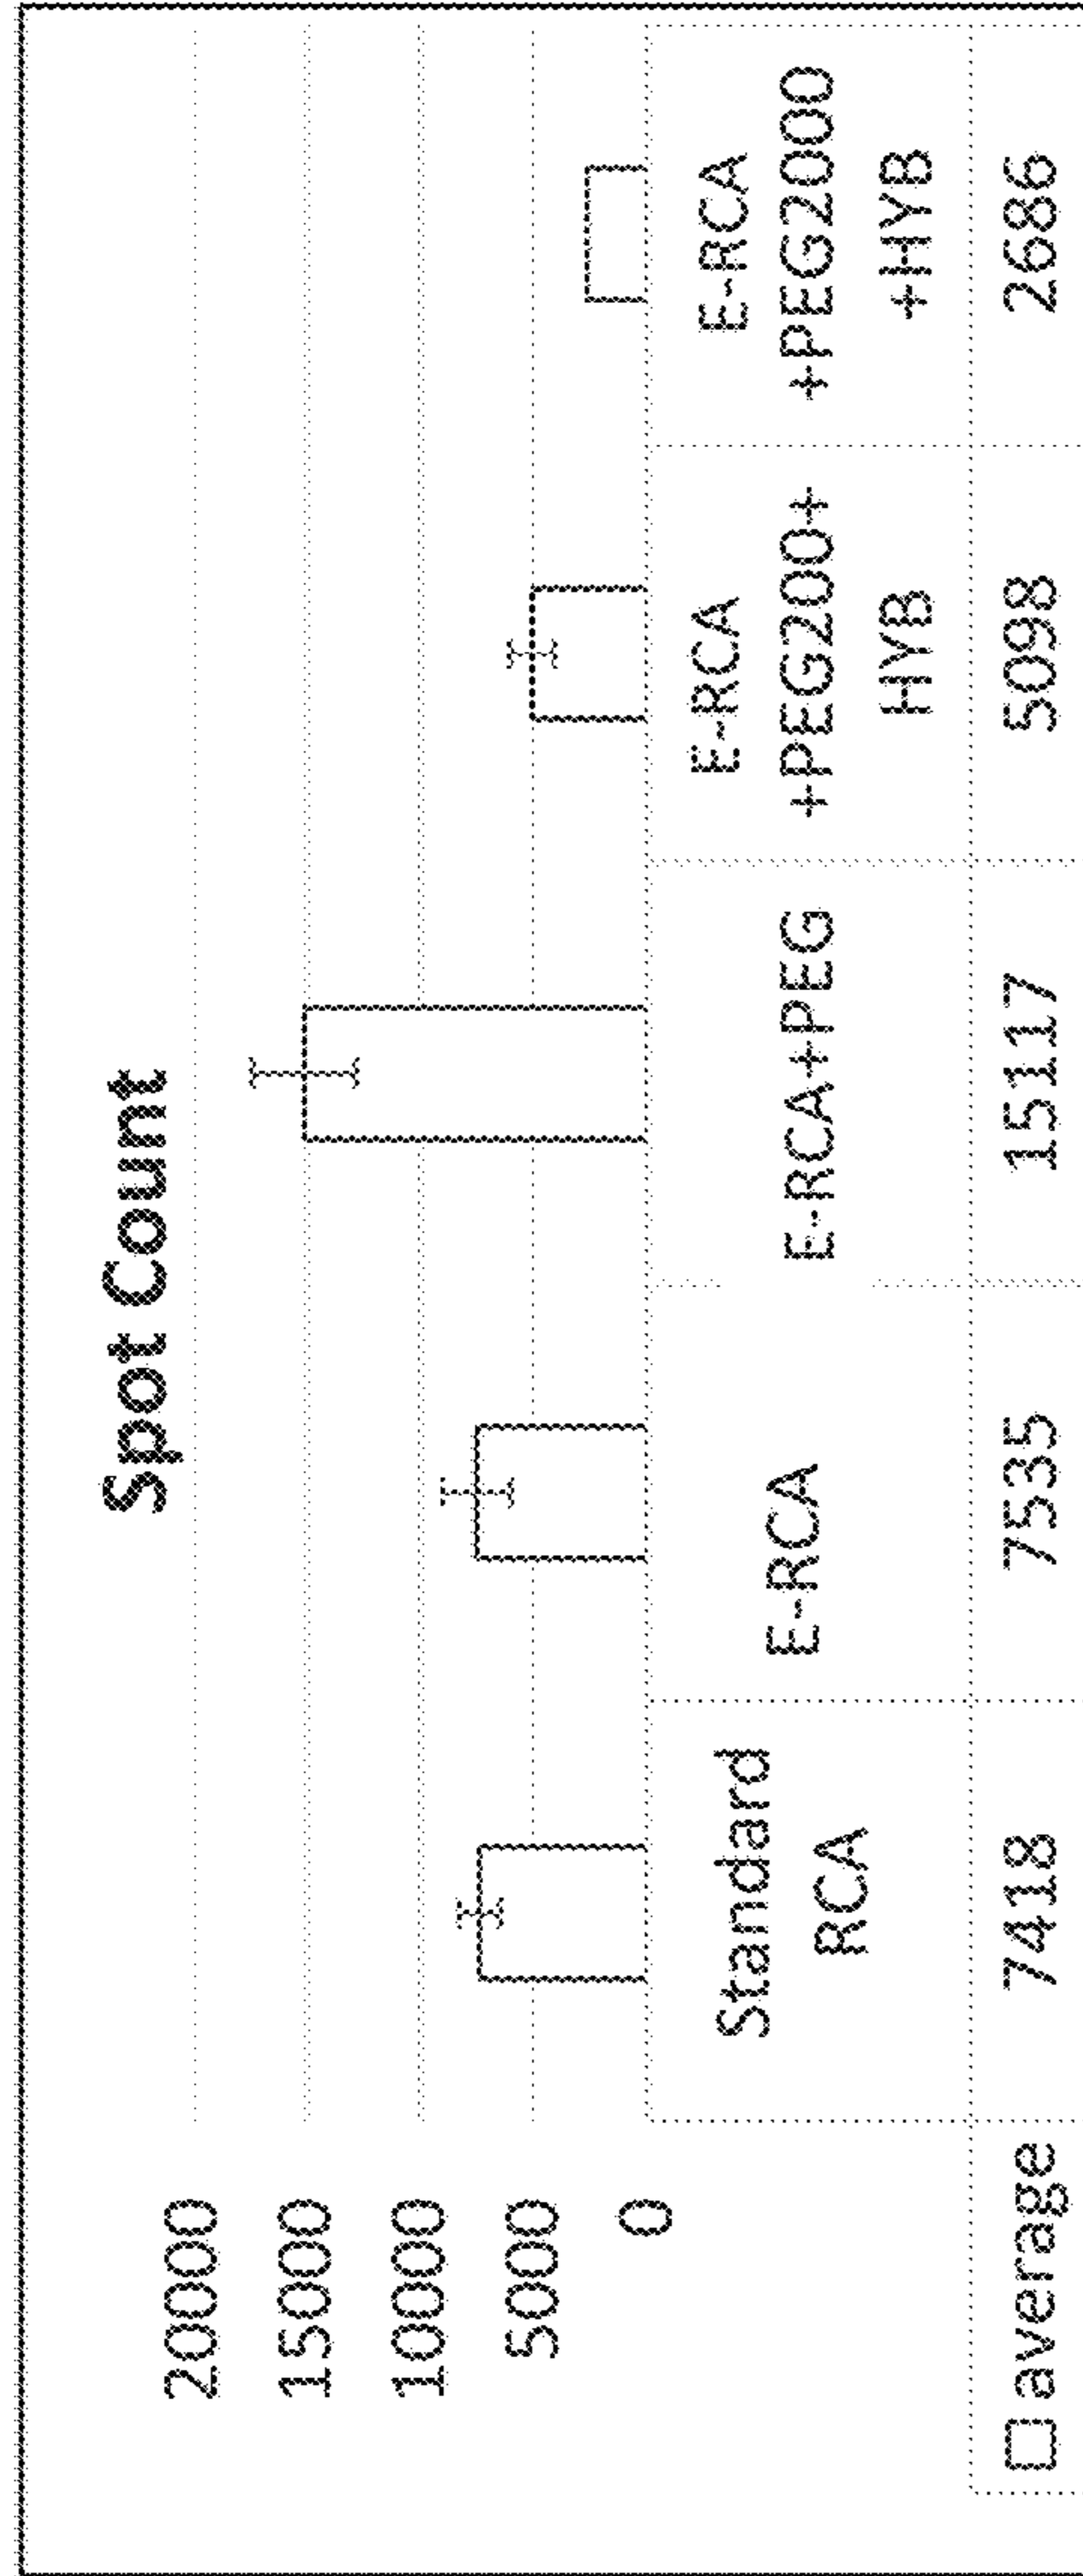 Spot Count
20000
15000
10000
5000
0
Standard
RCA
E-RCA
E-RCA+PEG
E-RCA
+PEG200+
HYB
E-RCA
+PEG2000
+HYB
average
7418
7535
15117
5098
2686